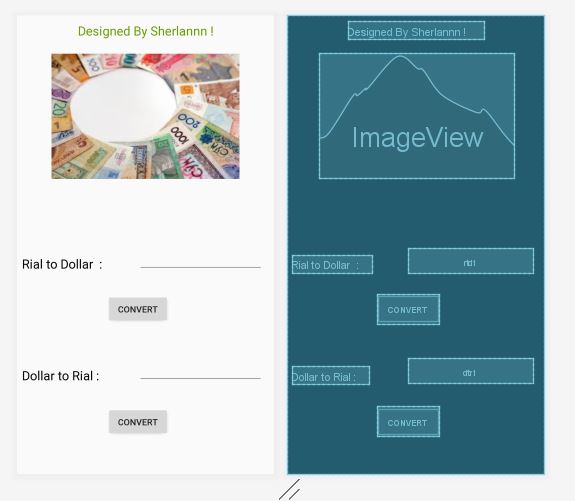 Designed By Sherlannn !
Rial to Dollar :
CONVERT
Dollar to Rial :
CONVERT
Designed By Sherlannn !
ImageView
Rial to Dollar :
rtd1
CONVERT
Dollar to Rial :
dtr1
CONVERT